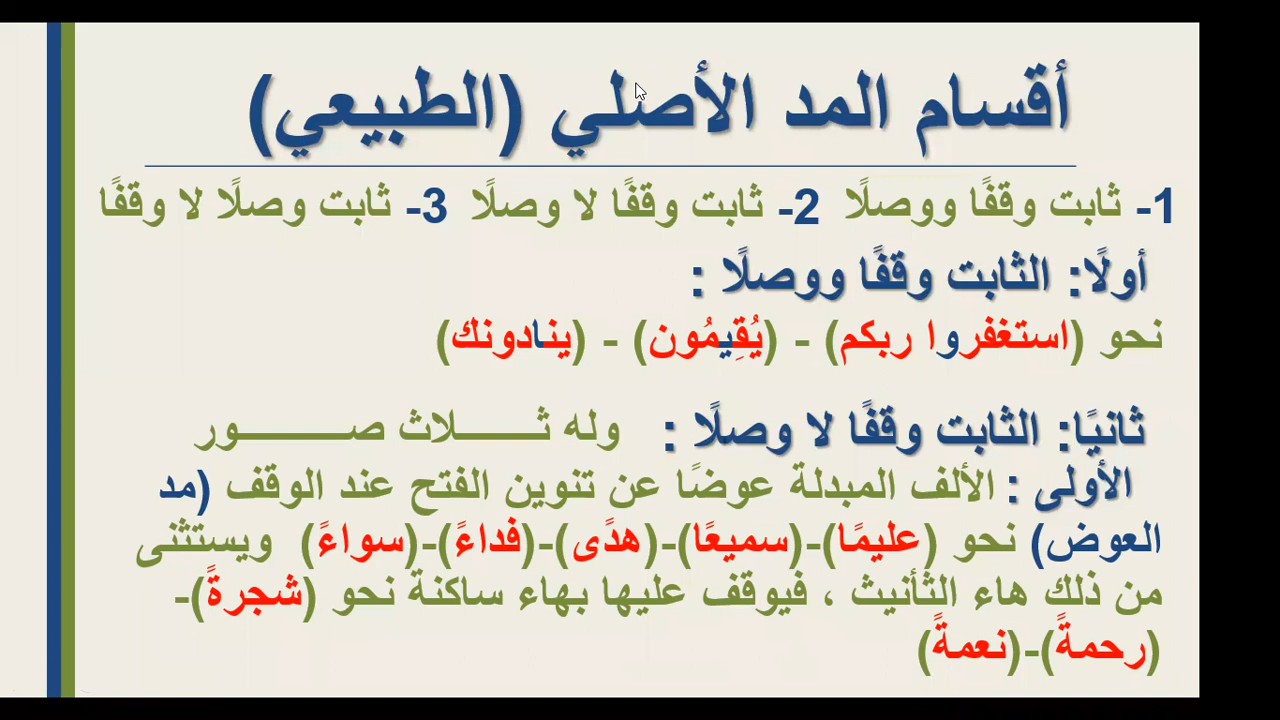 أقسام المد الأصلي (الطبيعي)
1- ثابت وقفًا ووصلًا 2- ثابت وقفًا لا وصلًا 3- ثابت وصلًا لا وقفًا
أولًا: الثابت وقفًا ووصلًا :
نحو (استغفروا ربكم) - (يُقِيمُون) - (ينادونك)
ثانيًا: الثابت وقفًا لا وصلًا : وله ثـــــلاث صـــــــور
الأولى : الألف المبدلة عوضًا عن تنوين الفتح عند الوقف (مد
العوض) نحو (عليمًا)-(سميعًا)-(هدًى)-(فداءً)-(سواءً) ويستثنى
من ذلك هاء الثأنيث ، فيوقف عليها بهاء ساكنة نحو (شجرةً)-
(رحمةً)-(نعمةً)